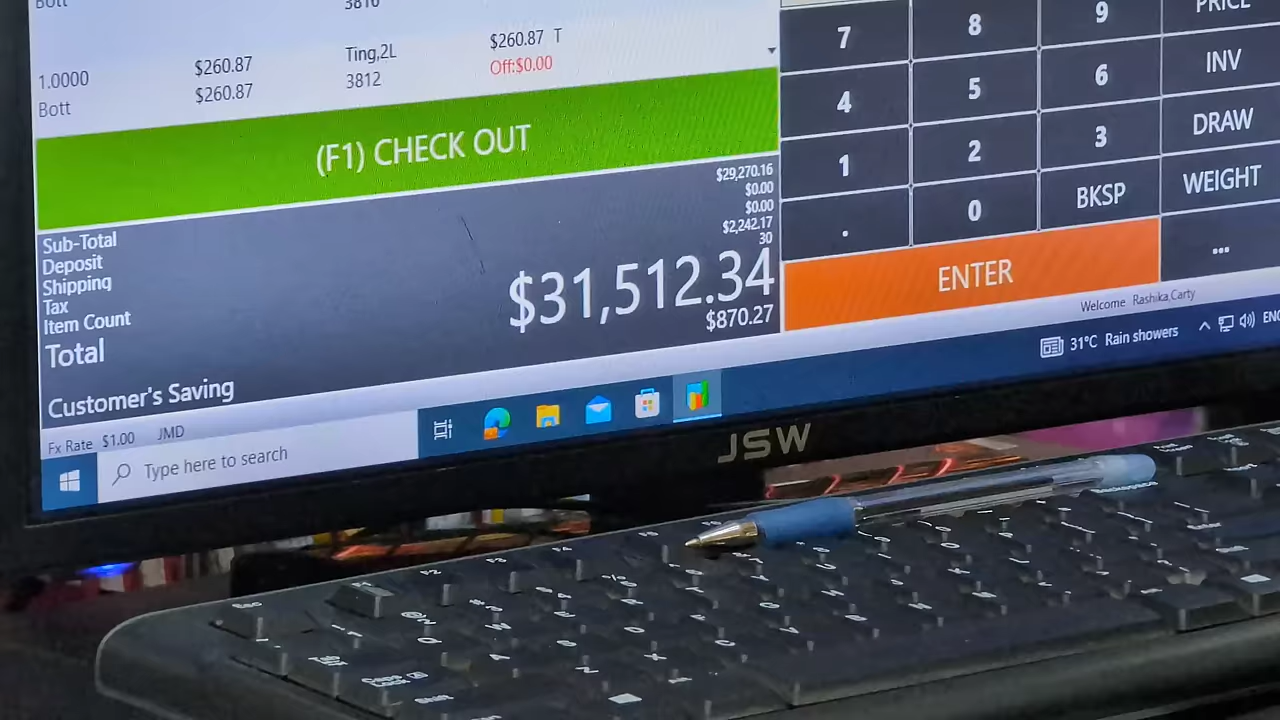 Bott
3816
1.0000 $260.87 Ting,2L $260.87 T
Bott $260.87 3812 Off:$0.00
(F1) CHECK OUT
Sub-Total $29,270.16
Deposit $0.00
Shipping $0.00
Tax $2,242.17
Item Count 30
Total $31,512.34
Customer's Saving $870.27
Fx Rate $1.00 JMD
7 8 9 PRICE
4 5 6 INV
1 2 3 DRAW
. 0 BKSP WEIGHT
ENTER ...
Welcome Rashika,Carty
Type here to search
31°C Rain showers ENG
JSW
Backspace